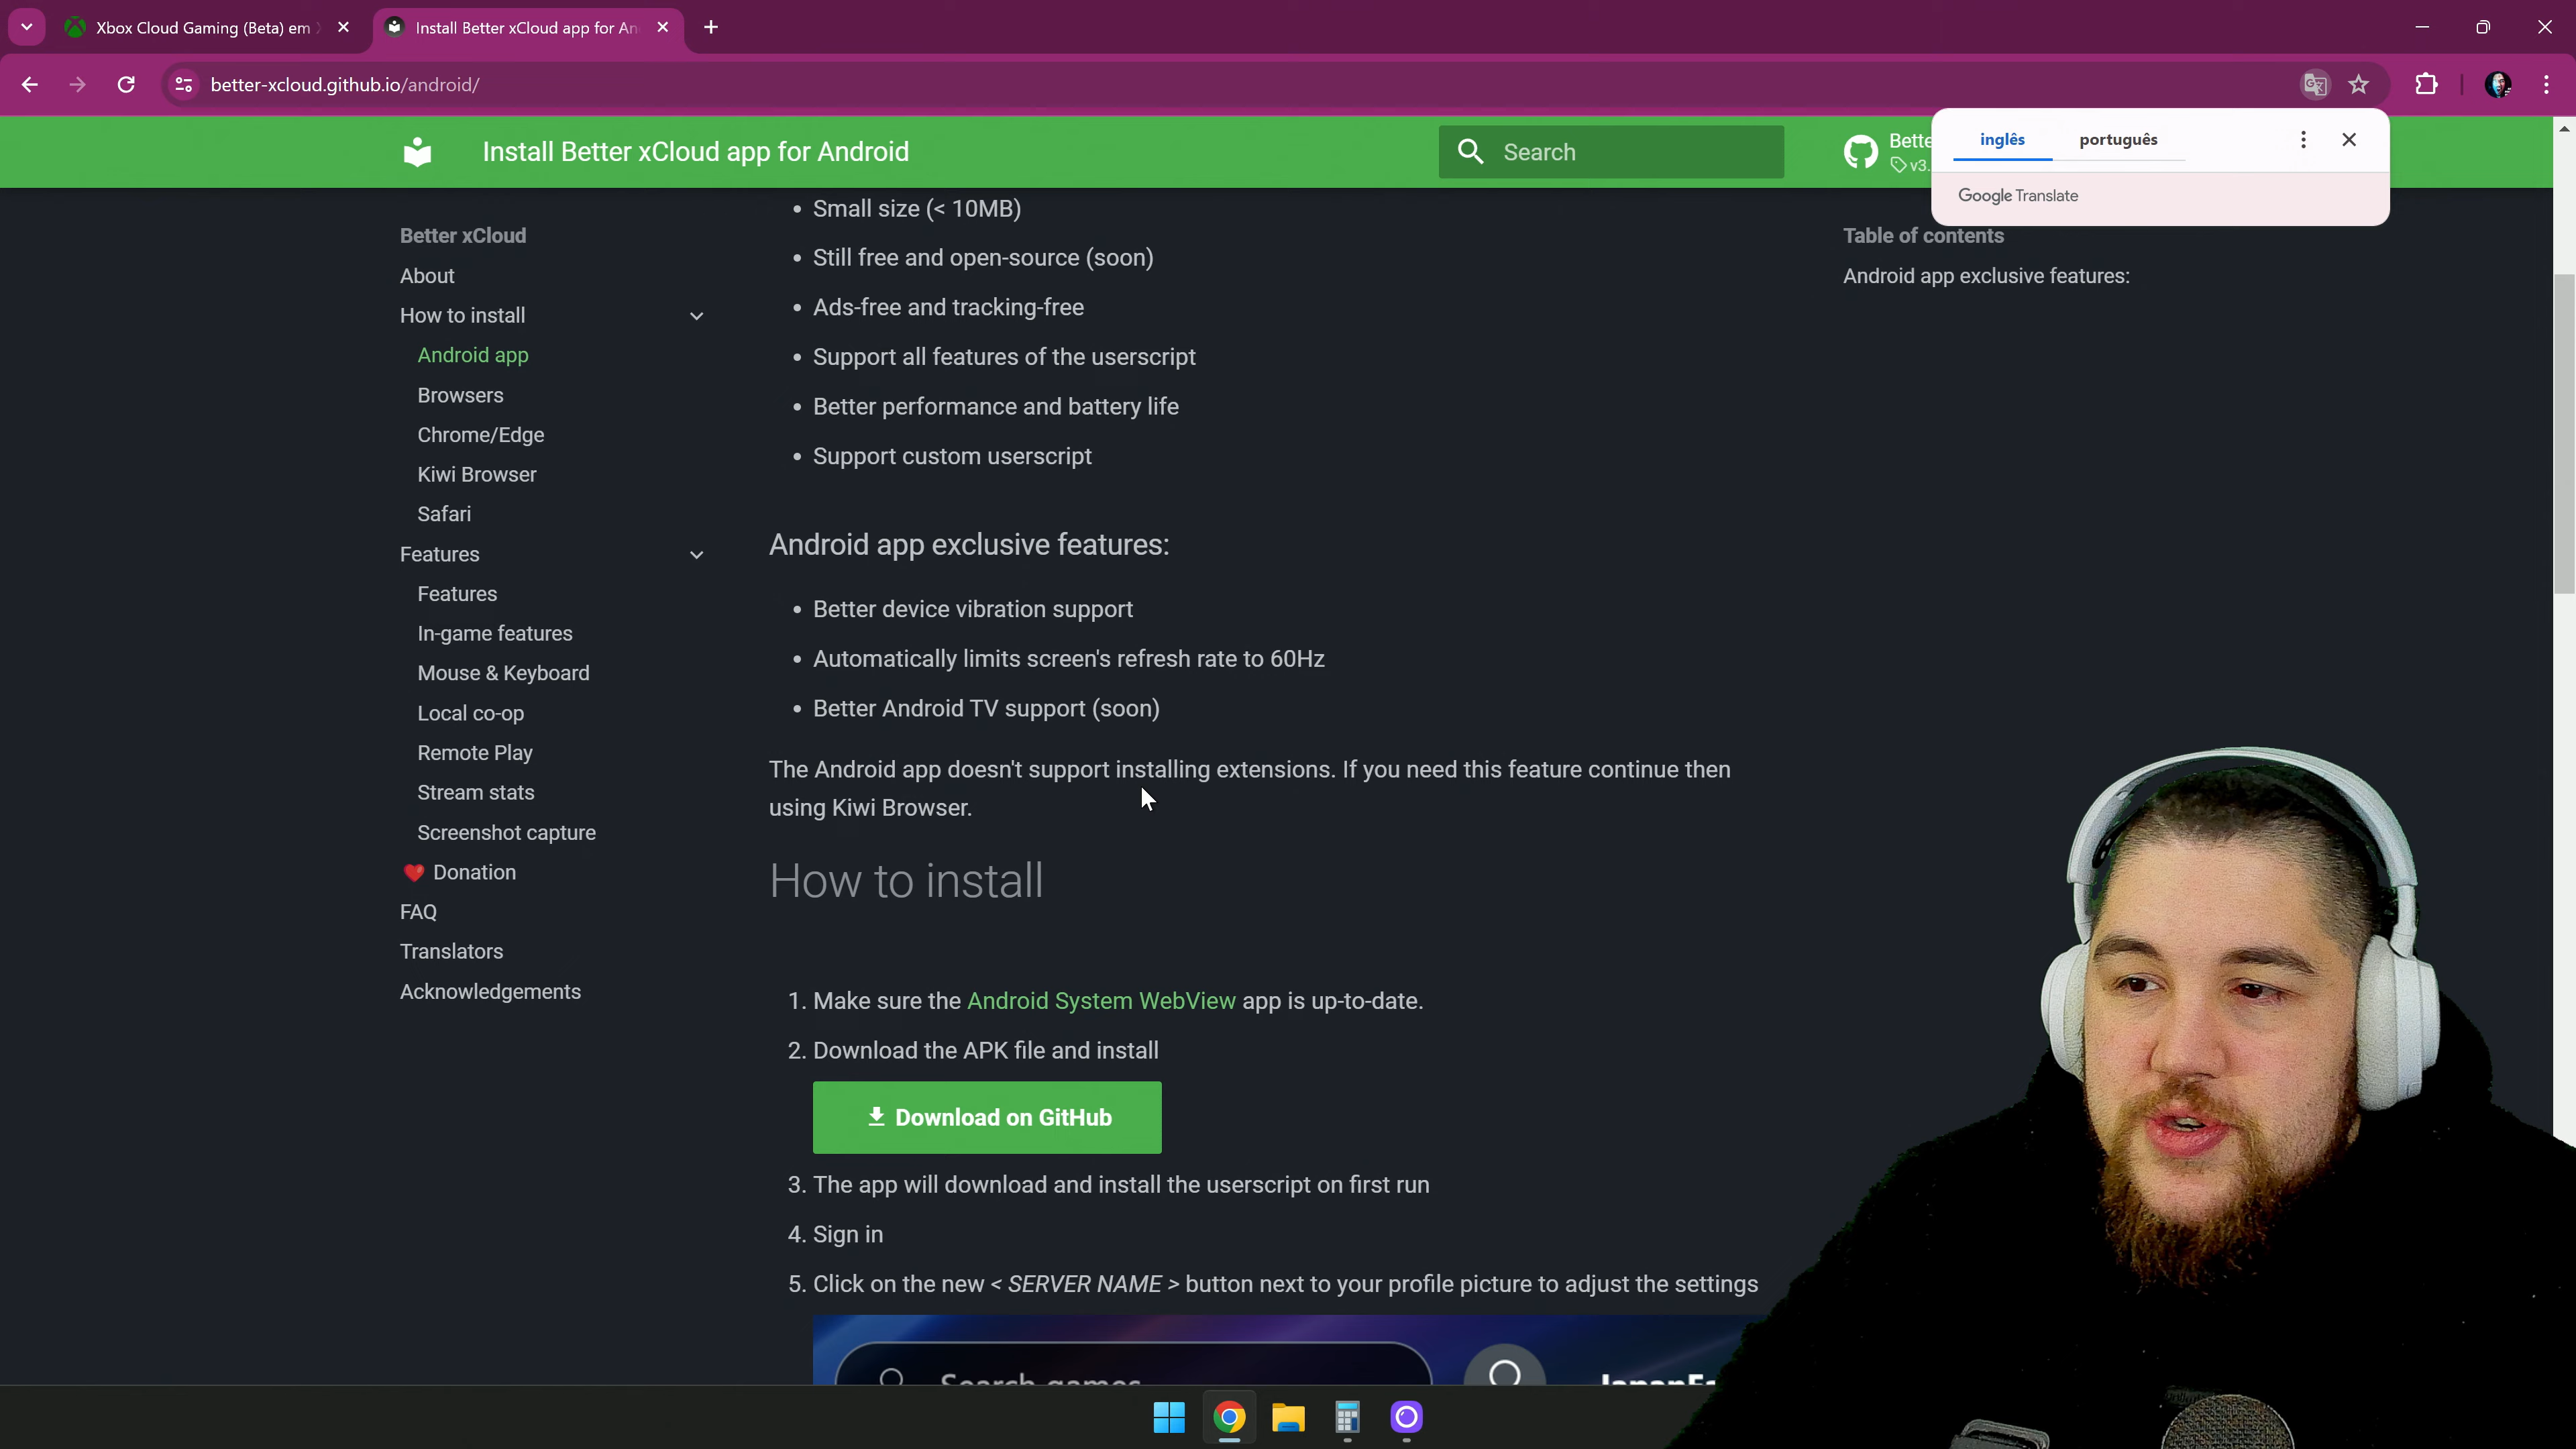 Xbox Cloud Gaming (Beta) em
Install Better xCloud app for An
better-xcloud.github.io/android/
inglês português
Google Translate
Install Better xCloud app for Android
Search
Bette
v3.
Better xCloud
About
How to install
Android app
Browsers
Chrome/Edge
Kiwi Browser
Safari
Features
Features
In-game features
Mouse & Keyboard
Local co-op
Remote Play
Stream stats
Screenshot capture
Donation
FAQ
Translators
Acknowledgements
• Small size (< 10MB)
• Still free and open-source (soon)
• Ads-free and tracking-free
• Support all features of the userscript
• Better performance and battery life
• Support custom userscript
Android app exclusive features:
• Better device vibration support
• Automatically limits screen's refresh rate to 60Hz
• Better Android TV support (soon)
The Android app doesn't support installing extensions. If you need this feature continue then
using Kiwi Browser.
How to install
1. Make sure the Android System WebView app is up-to-date.
2. Download the APK file and install
Download on GitHub
3. The app will download and install the userscript on first run
4. Sign in
5. Click on the new < SERVER NAME > button next to your profile picture to adjust the settings
Search games
Table of contents
Android app exclusive features: